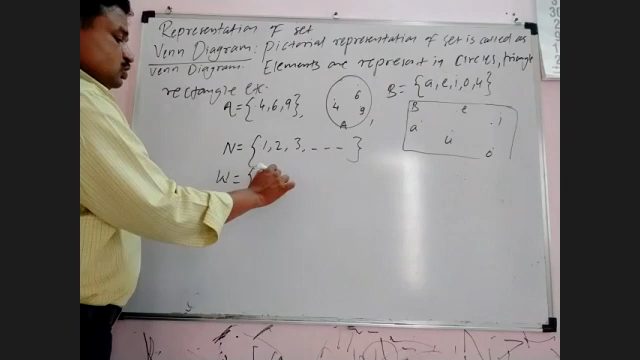 Representation of set
Venn Diagram: Pictorial representation of set is called as
Venn Diagram. Elements are represent in circles, triangle
rectangle ex:
A = {4, 6, 9},
6
4
9
A
,
B = {a, e, i, o, u}
B
e
i
a
u
o
N = {1, 2, 3, - - - }
W = {